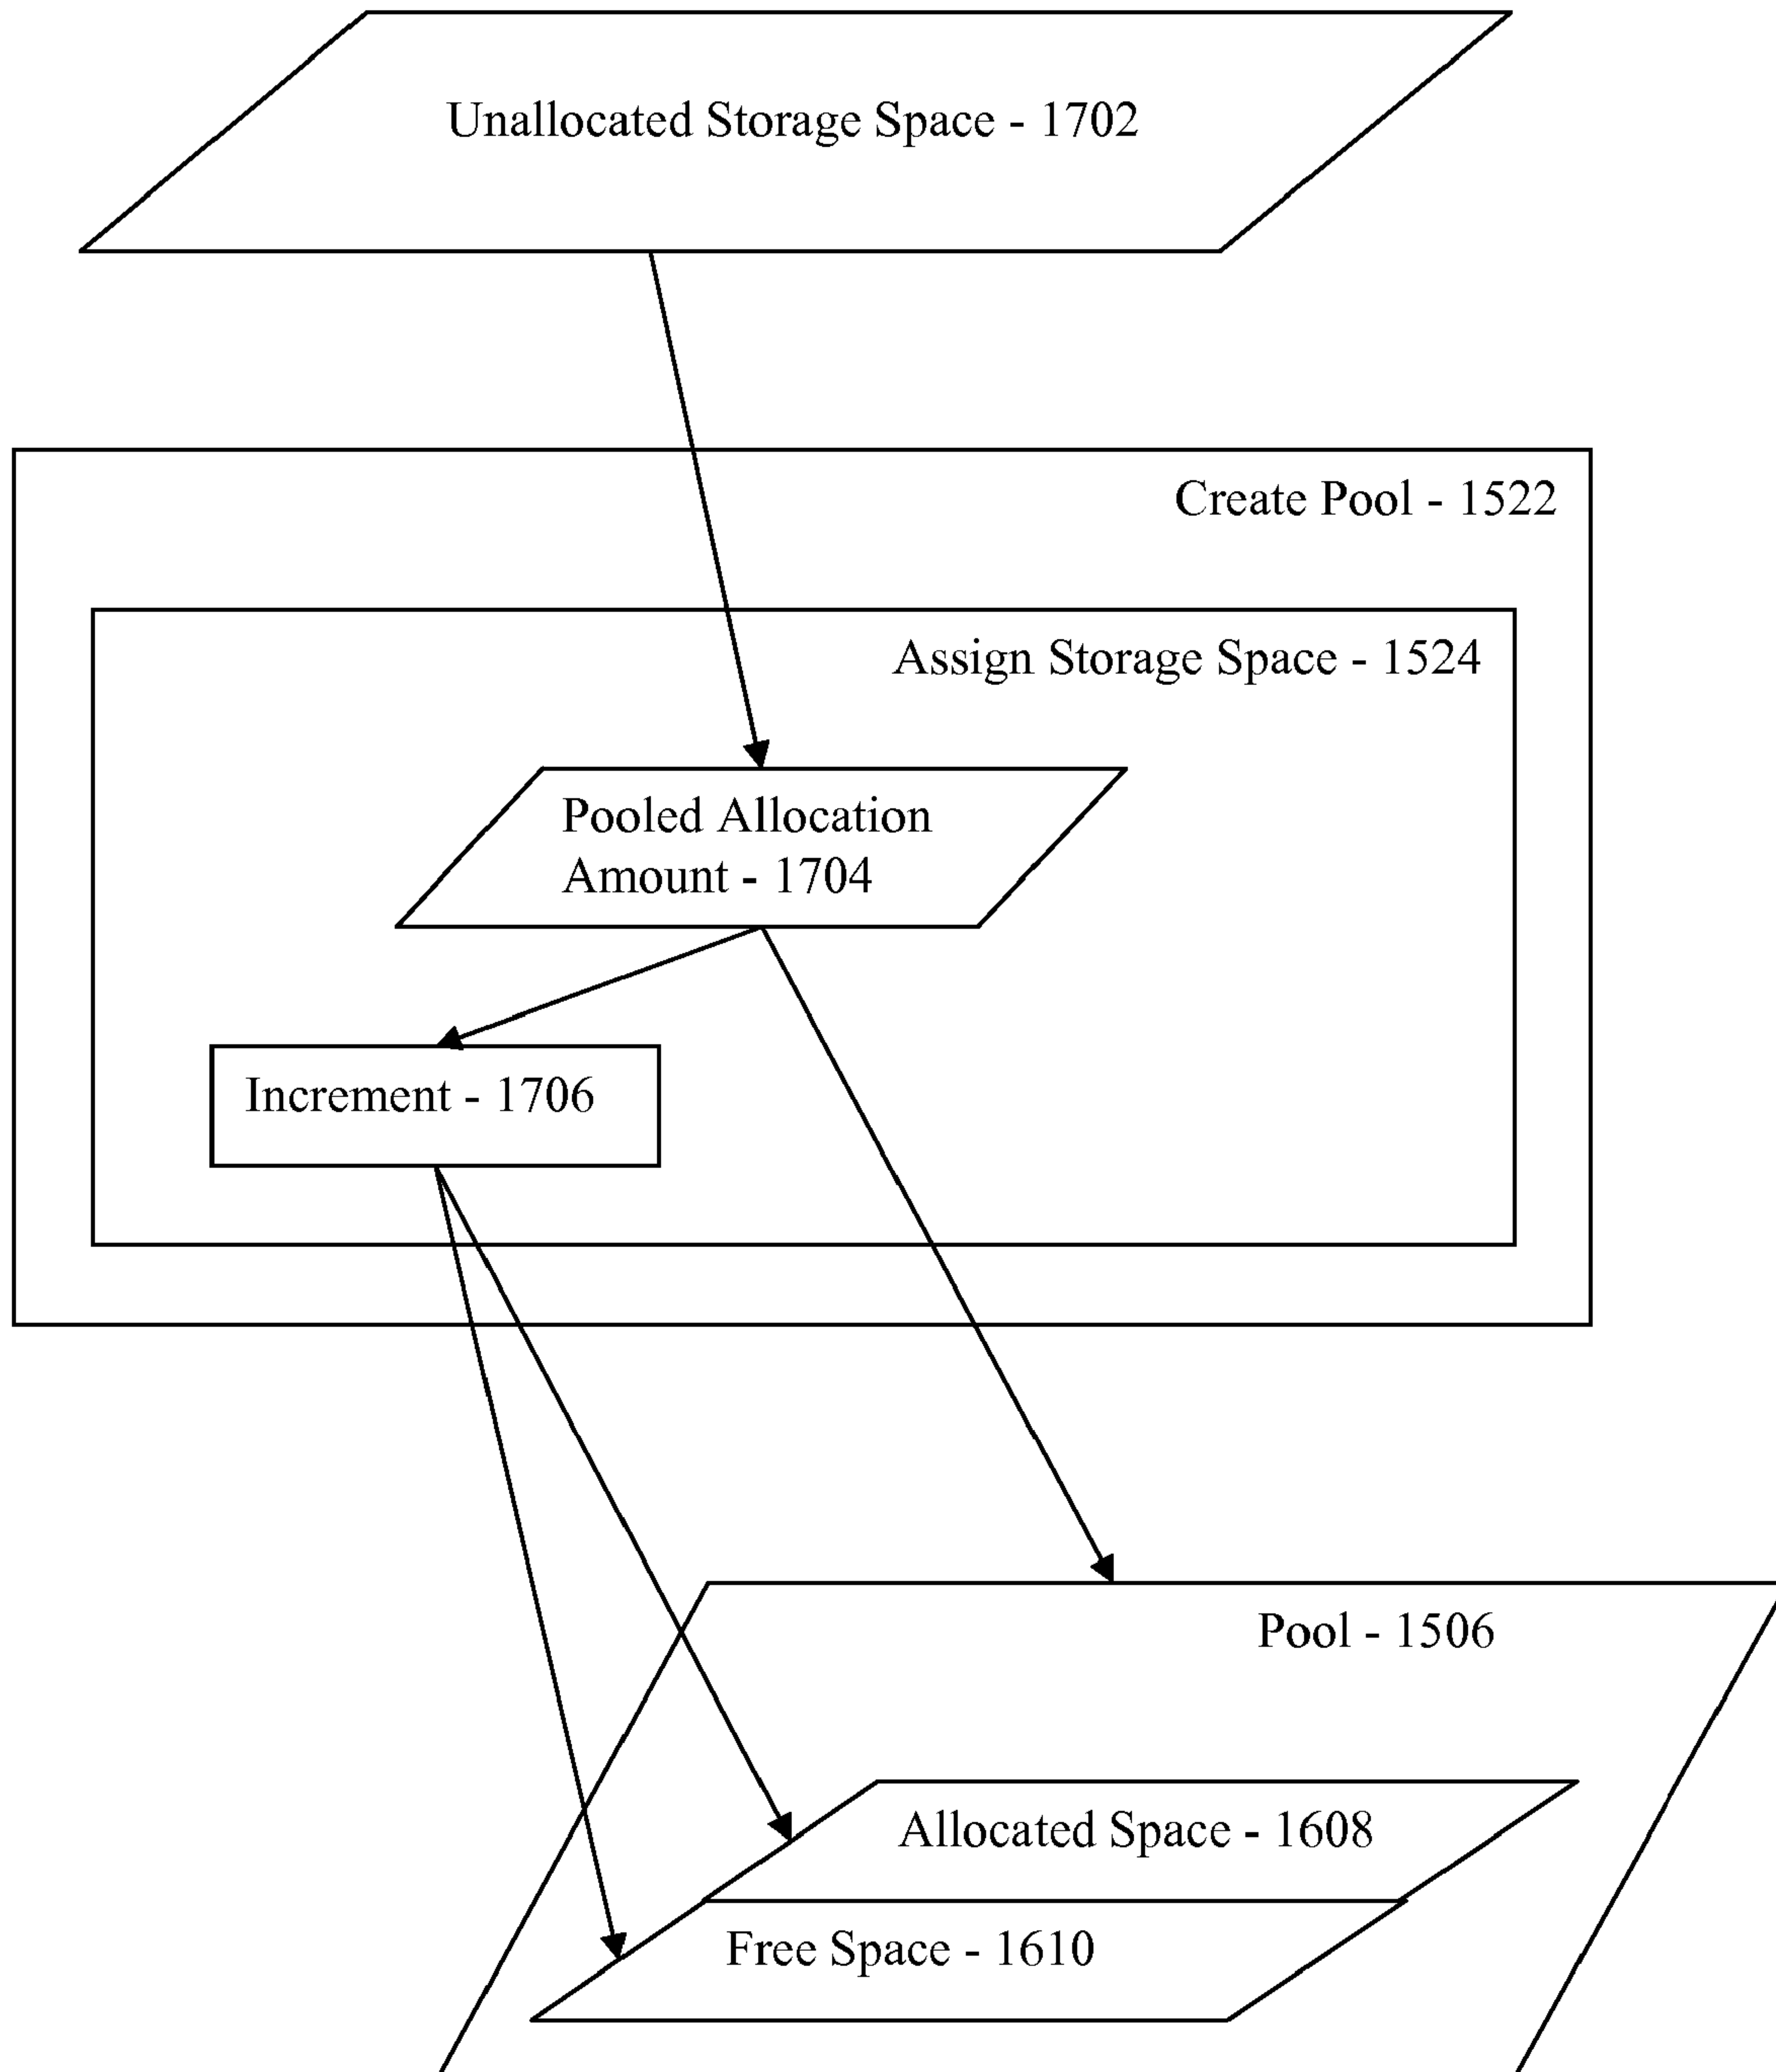 Unallocated Storage Space - 1702
Create Pool - 1522
Assign Storage Space - 1524
Pooled Allocation
Amount - 1704
Increment - 1706
Pool - 1506
Allocated Space - 1608
Free Space - 1610